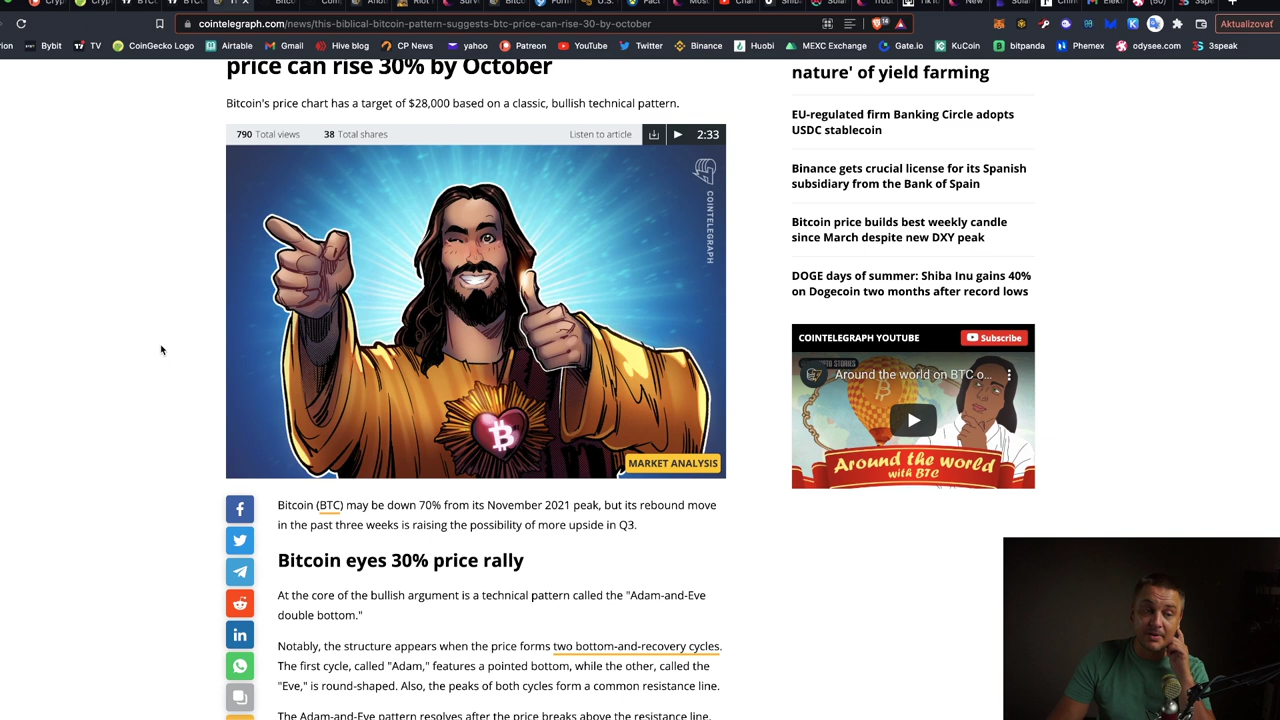 cointelegraph.com/news/this-biblical-bitcoin-pattern-suggests-btc-price-can-rise-30-by-october
14
Aktualizovať
Bybit
TV
CoinGecko Logo
Airtable
Gmail
Hive blog
CP News
yahoo
Patreon
YouTube
Twitter
Binance
Huobi
MEXC Exchange
Gate.io
KuCoin
bitpanda
Phemex
odysee.com
3speak
price can rise 30% by October
Bitcoin's price chart has a target of $28,000 based on a classic, bullish technical pattern.
790 Total views
38 Total shares
Listen to article
2:33
COINTELEGRAPH
B
MARKET ANALYSIS
Bitcoin (BTC) may be down 70% from its November 2021 peak, but its rebound move
in the past three weeks is raising the possibility of more upside in Q3.
Bitcoin eyes 30% price rally
At the core of the bullish argument is a technical pattern called the "Adam-and-Eve
double bottom."
Notably, the structure appears when the price forms two bottom-and-recovery cycles.
The first cycle, called "Adam," features a pointed bottom, while the other, called the
"Eve," is round-shaped. Also, the peaks of both cycles form a common resistance line.
The Adam-and-Eve pattern resolves after the price breaks above the resistance line,
nature' of yield farming
EU-regulated firm Banking Circle adopts
USDC stablecoin
Binance gets crucial license for its Spanish
subsidiary from the Bank of Spain
Bitcoin price builds best weekly candle
since March despite new DXY peak
DOGE days of summer: Shiba Inu gains 40%
on Dogecoin two months after record lows
COINTELEGRAPH YOUTUBE
Subscribe
Around the world on BTC o...
Around the world
with BTC